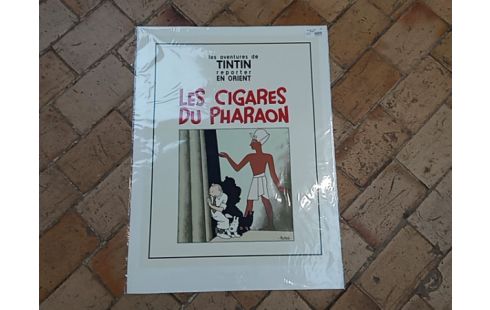 les aventures de
TINTIN
reporter
EN ORIENT
LES CIGARES
DU PHARAON